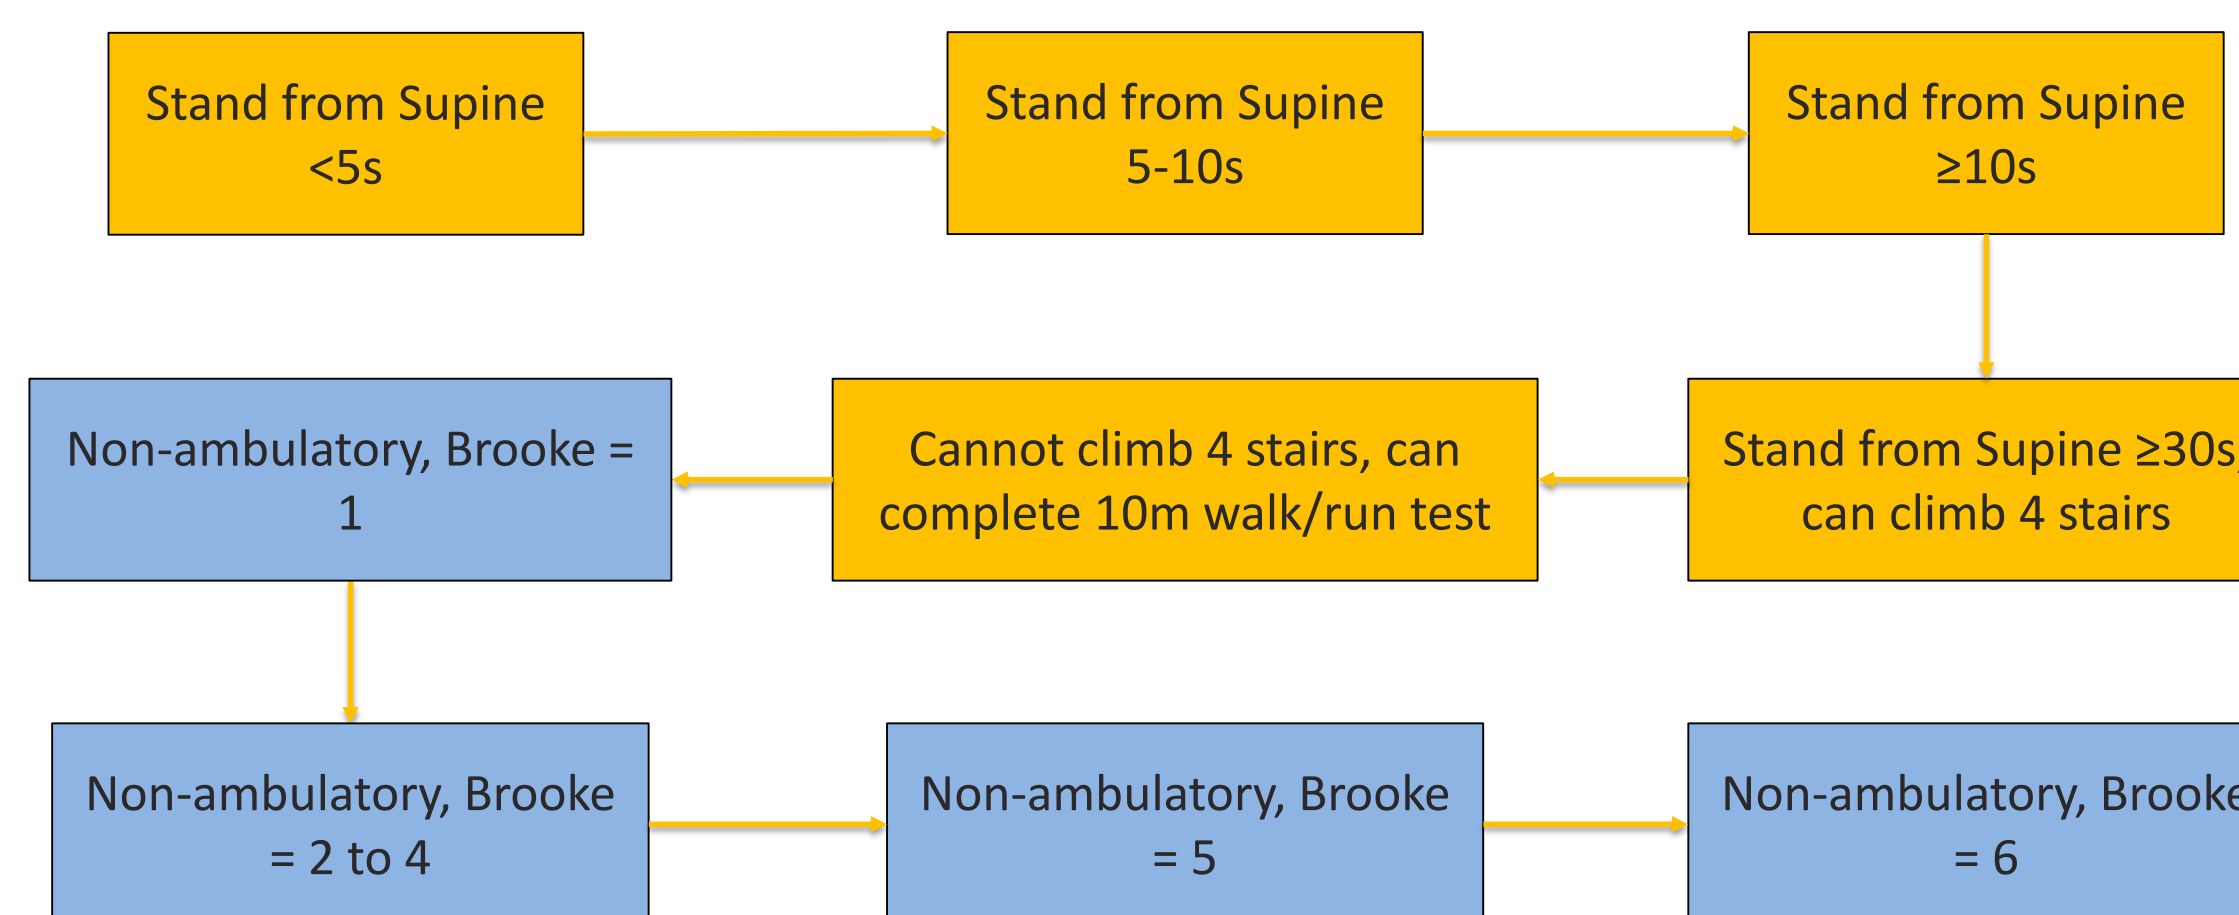 Stand from Supine
<5s
Stand from Supine
5-10s
Stand from Supine
≥10s
Non-ambulatory, Brooke =
1
Cannot climb 4 stairs, can
complete 10m walk/run test
Stand from Supine ≥30s,
can climb 4 stairs
Non-ambulatory, Brooke
= 2 to 4
Non-ambulatory, Brooke
= 5
Non-ambulatory, Brooke
= 6